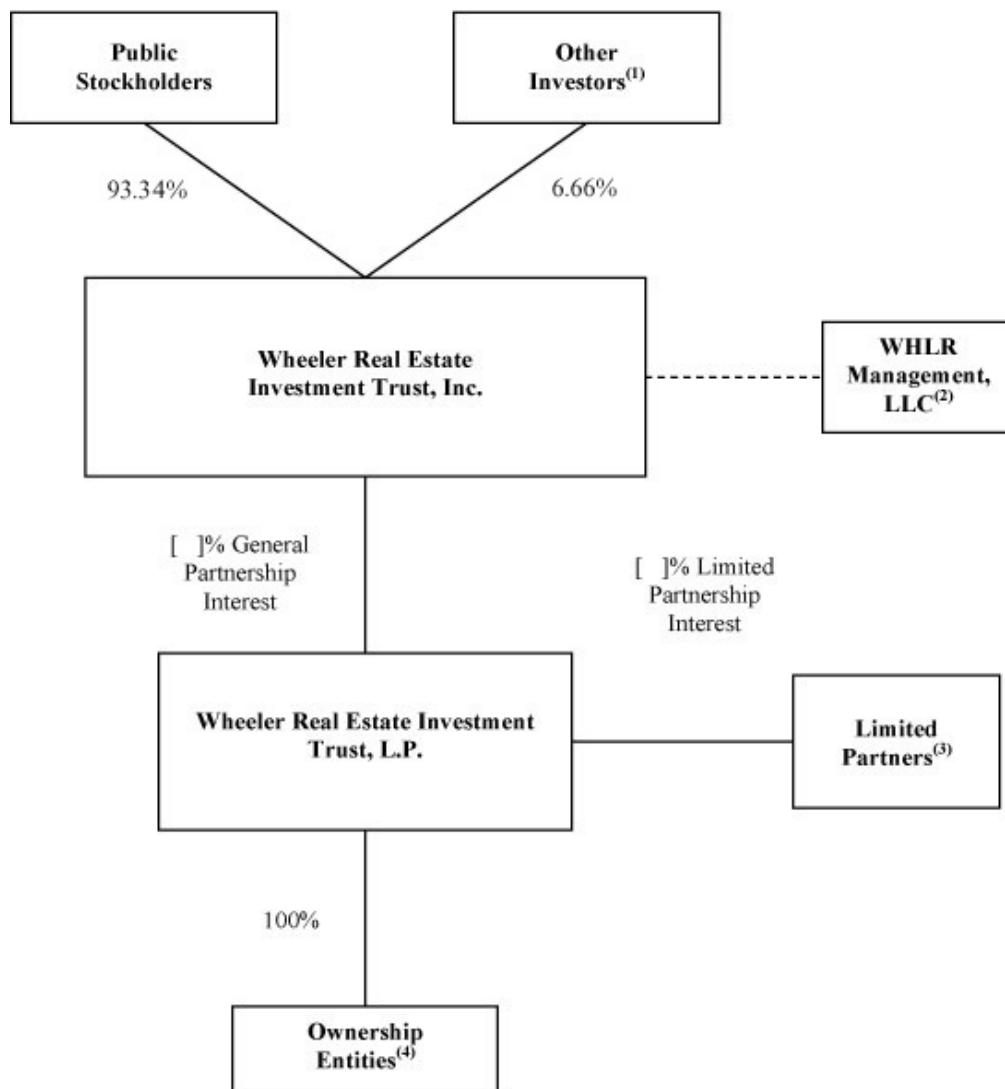 Public
Stockholders
Other
Investors(1)
93.34%
6.66%
Wheeler Real Estate
Investment Trust, Inc.
WHLR
Management,
LLC(2)
[ ]% General
Partnership
Interest
[ ]% Limited
Partnership
Interest
Wheeler Real Estate Investment
Trust, L.P.
Limited
Partners(3)
100%
Ownership
Entities(4)